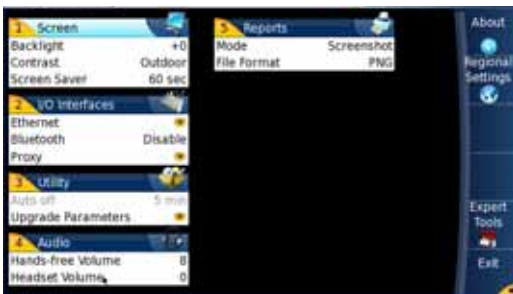 1 Screen
Backlight +0
Contrast Outdoor
Screen Saver 60 sec
2 I/O Interfaces
Ethernet
Bluetooth Disable
Proxy
3 Utility
Auto off 5 min
Upgrade Parameters
4 Audio
Hands-free Volume 8
Headset Volume 0
5 Reports
Mode Screenshot
File Format PNG
About
Regional
Settings
Expert
Tools
Exit